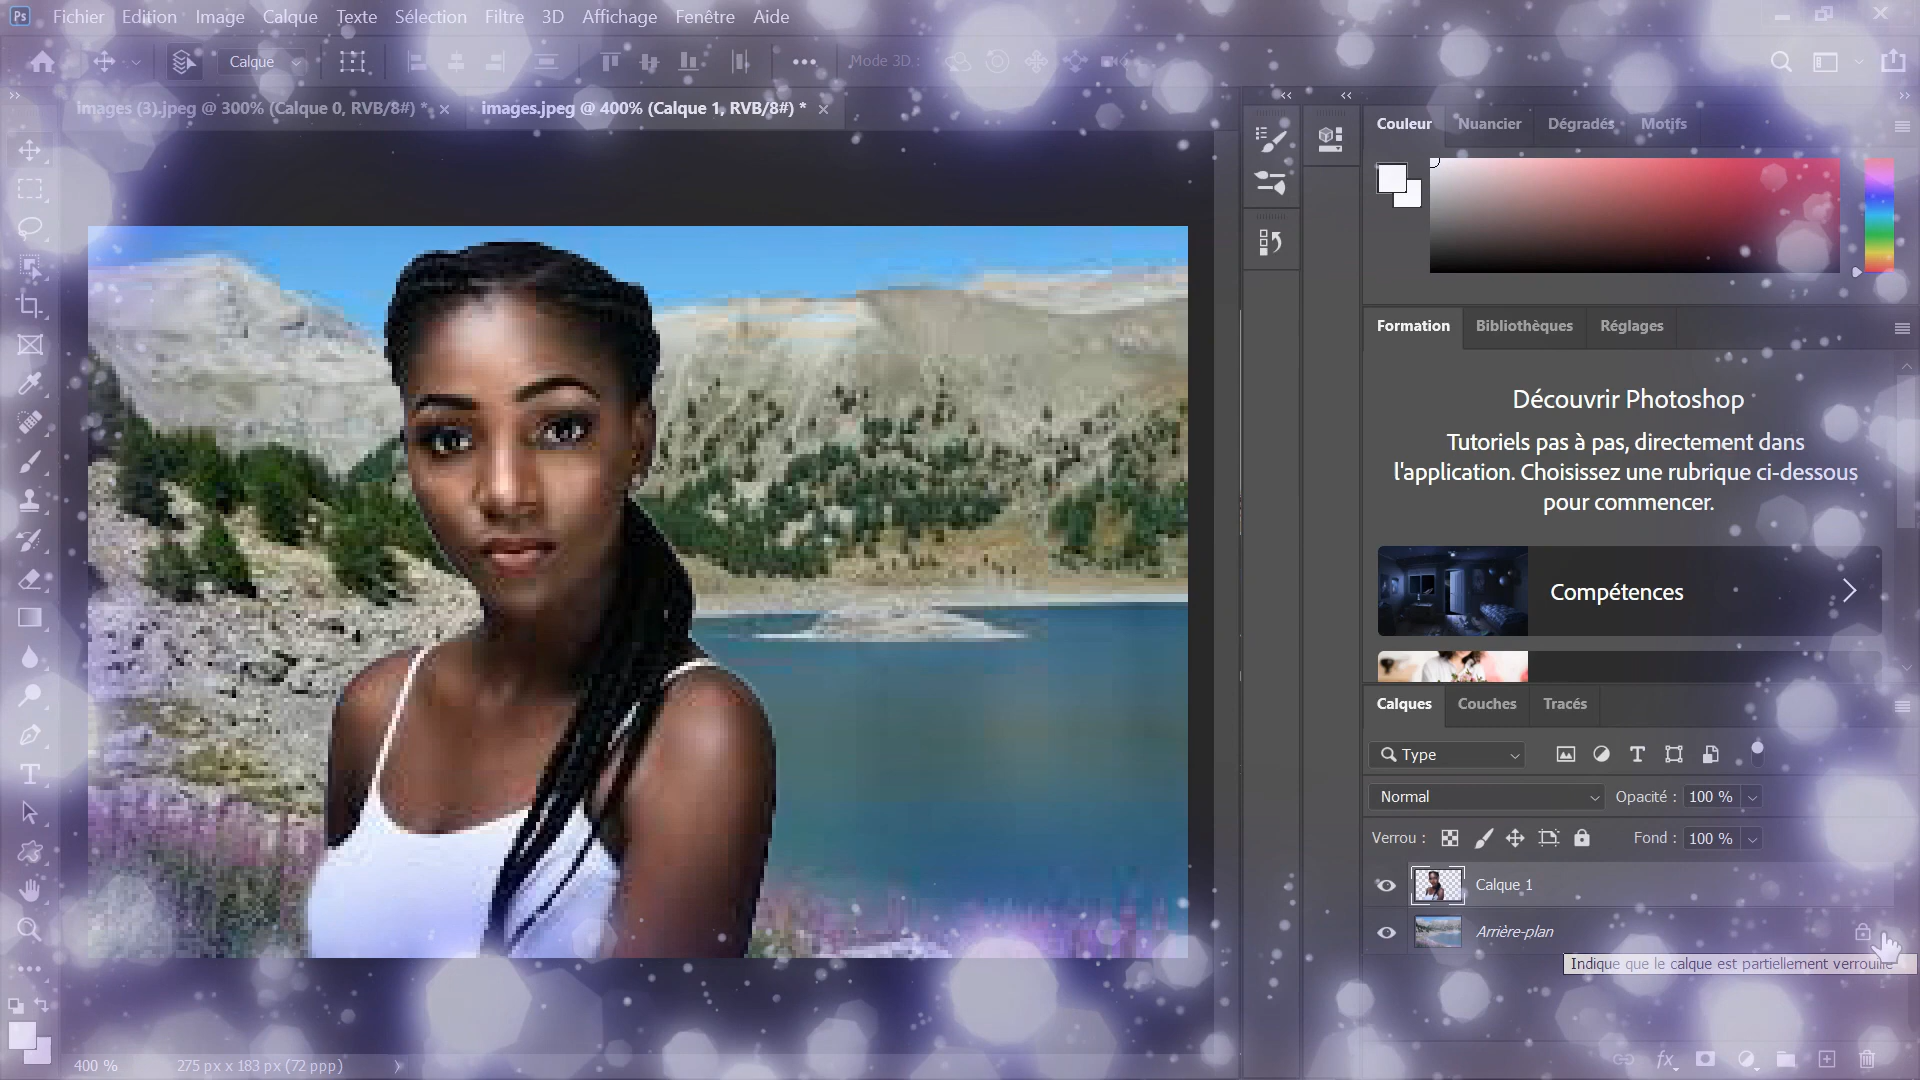 Ps Fichier Edition Image Calque Texte Sélection Filtre 3D Affichage Fenêtre Aide
Calque Mode 3D :
images (3).jpeg @ 300% (Calque 0, RVB/8#) * images.jpeg @ 400% (Calque 1, RVB/8#) *
Couleur Nuancier Dégradés Motifs
Formation Bibliothèques Réglages
Découvrir Photoshop
Tutoriels pas à pas, directement dans
l'application. Choisissez une rubrique ci-dessous
pour commencer.
Compétences
Calques Couches Tracés
Type
Normal Opacité : 100 %
Verrou : Fond : 100 %
Calque 1
Arrière-plan
Indique que le calque est partiellement verrouillé
400 % 275 px x 183 px (72 ppp)